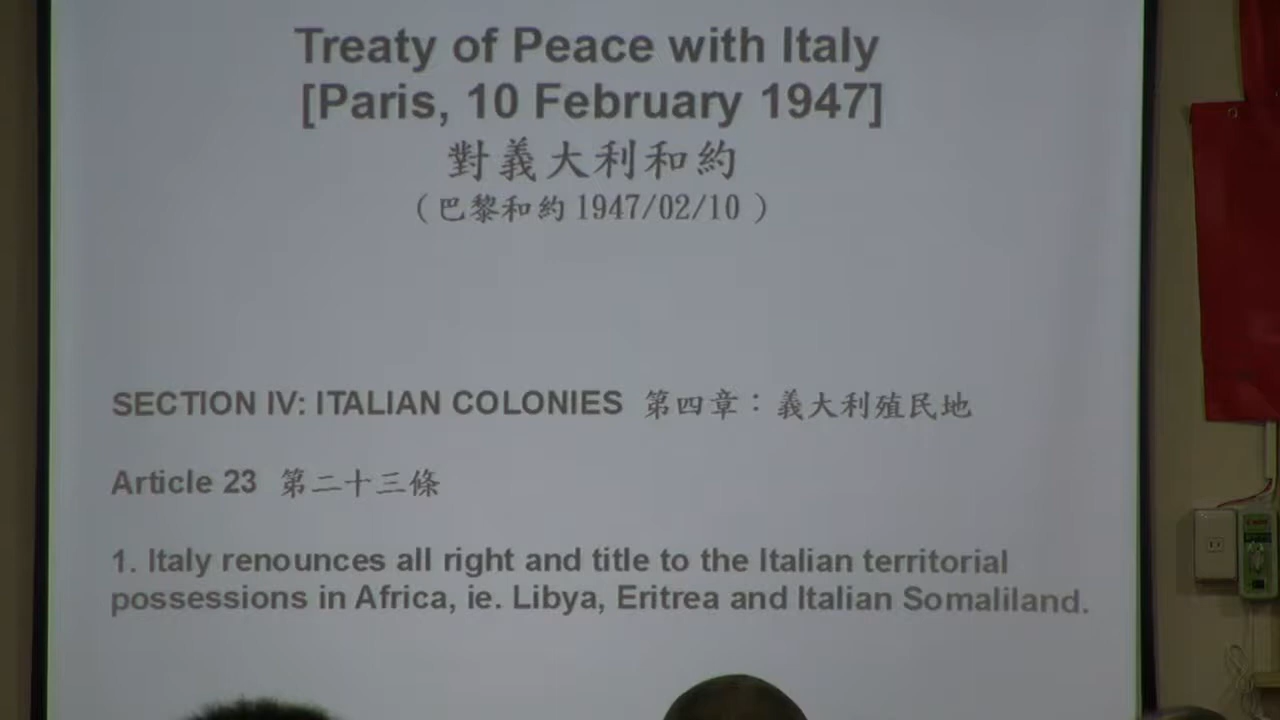 Treaty of Peace with Italy
[Paris, 10 February 1947]
對義大利和約
（巴黎和約 1947/02/10 ）
SECTION IV: ITALIAN COLONIES 第四章：義大利殖民地
Article 23 第二十三條
1. Italy renounces all right and title to the Italian territorial
possessions in Africa, ie. Libya, Eritrea and Italian Somaliland.